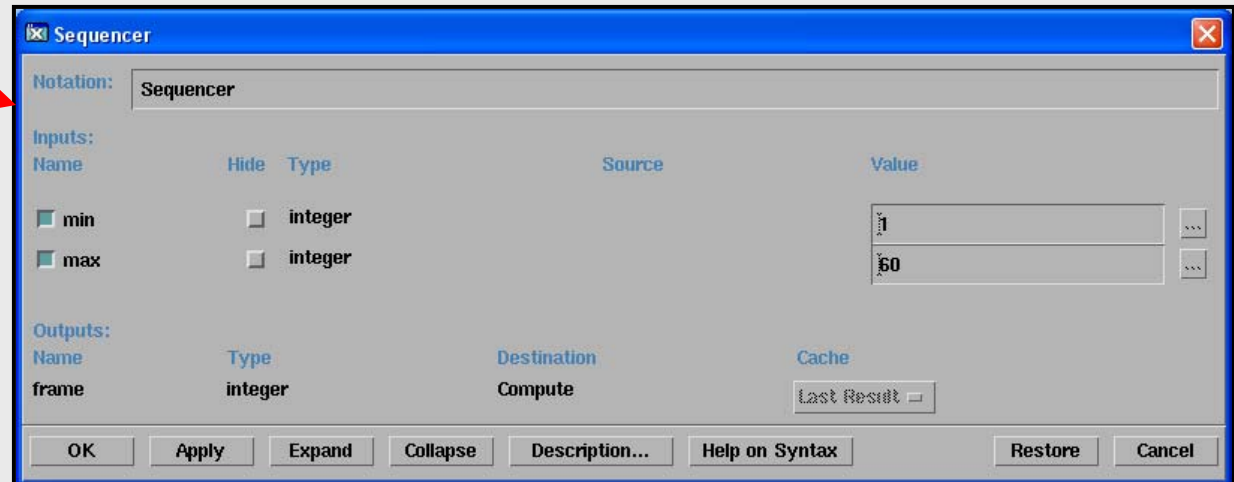 Sequencer
Notation: Sequencer
Inputs:
Name Hide Type Source Value
min integer 1 ...
max integer 60 ...
Outputs:
Name Type Destination Cache
frame integer Compute Last Result
OK Apply Expand Collapse Description... Help on Syntax Restore Cancel